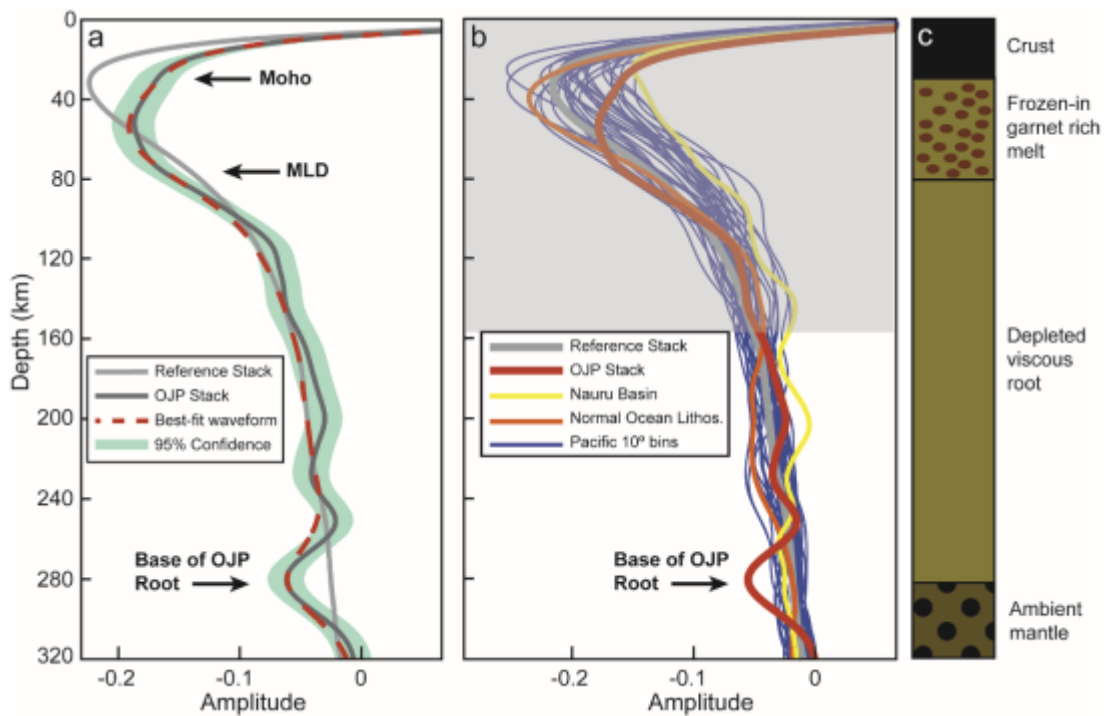 a
b
c
0
40
80
120
160
200
240
280
320
Depth (km)
Moho
MLD
Reference Stack
OJP Stack
Best-fit waveform
95% Confidence
Base of OJP
Root
-0.2
-0.1
0
Amplitude
Reference Stack
OJP Stack
Nauru Basin
Normal Ocean Lithos.
Pacific 10º bins
Base of OJP
Root
-0.2
-0.1
0
Amplitude
Crust
Frozen-in
garnet rich
melt
Depleted
viscous
root
Ambient
mantle